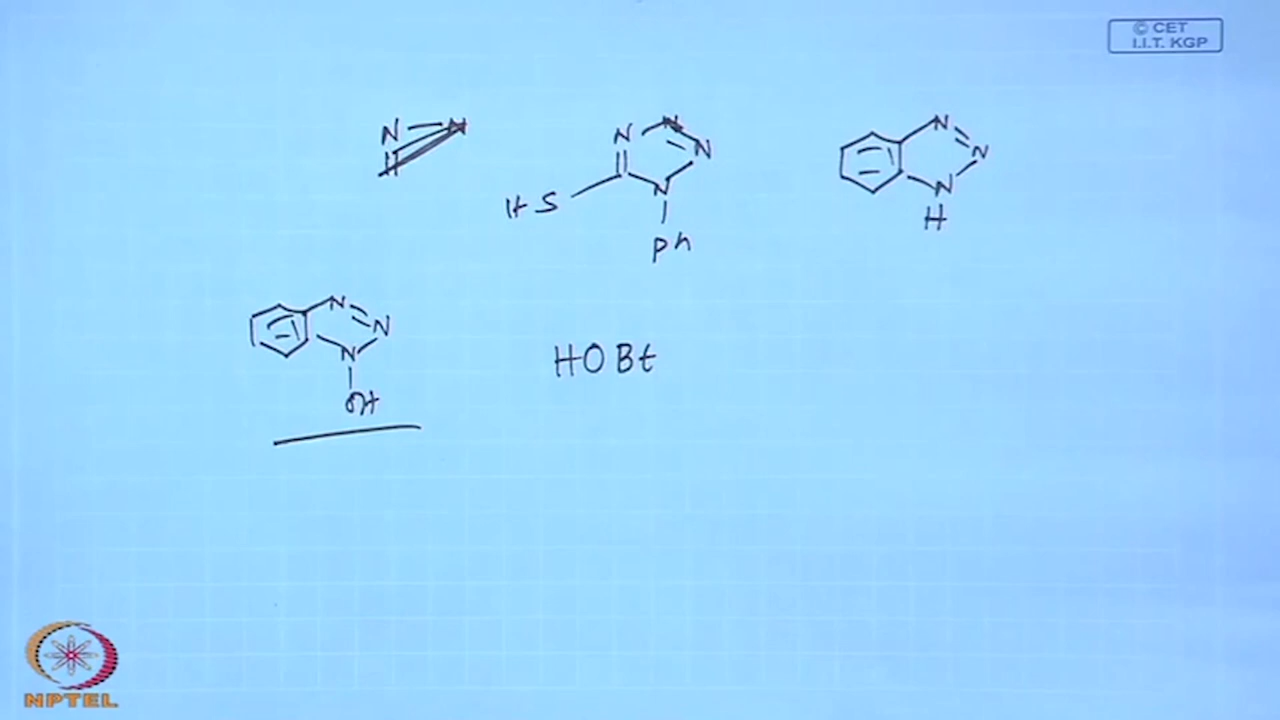 © CET
I.I.T. KGP
N N
N N N N
HS
Ph
N N N
H
N N N
OH
HOBt
NPTEL